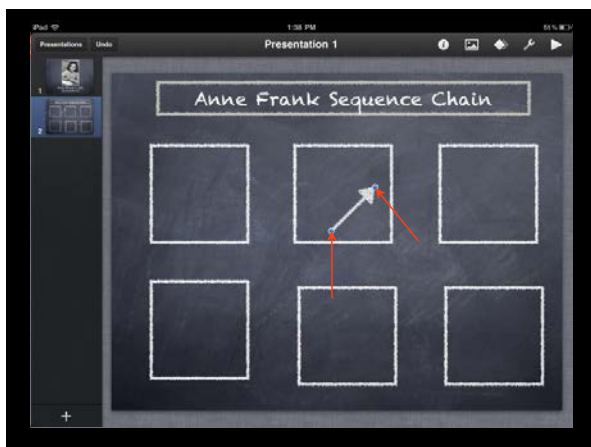 iPad
1:38 PM
51%
Presentations
Undo
Presentation 1
1
2
Anne Frank Sequence Chain
+